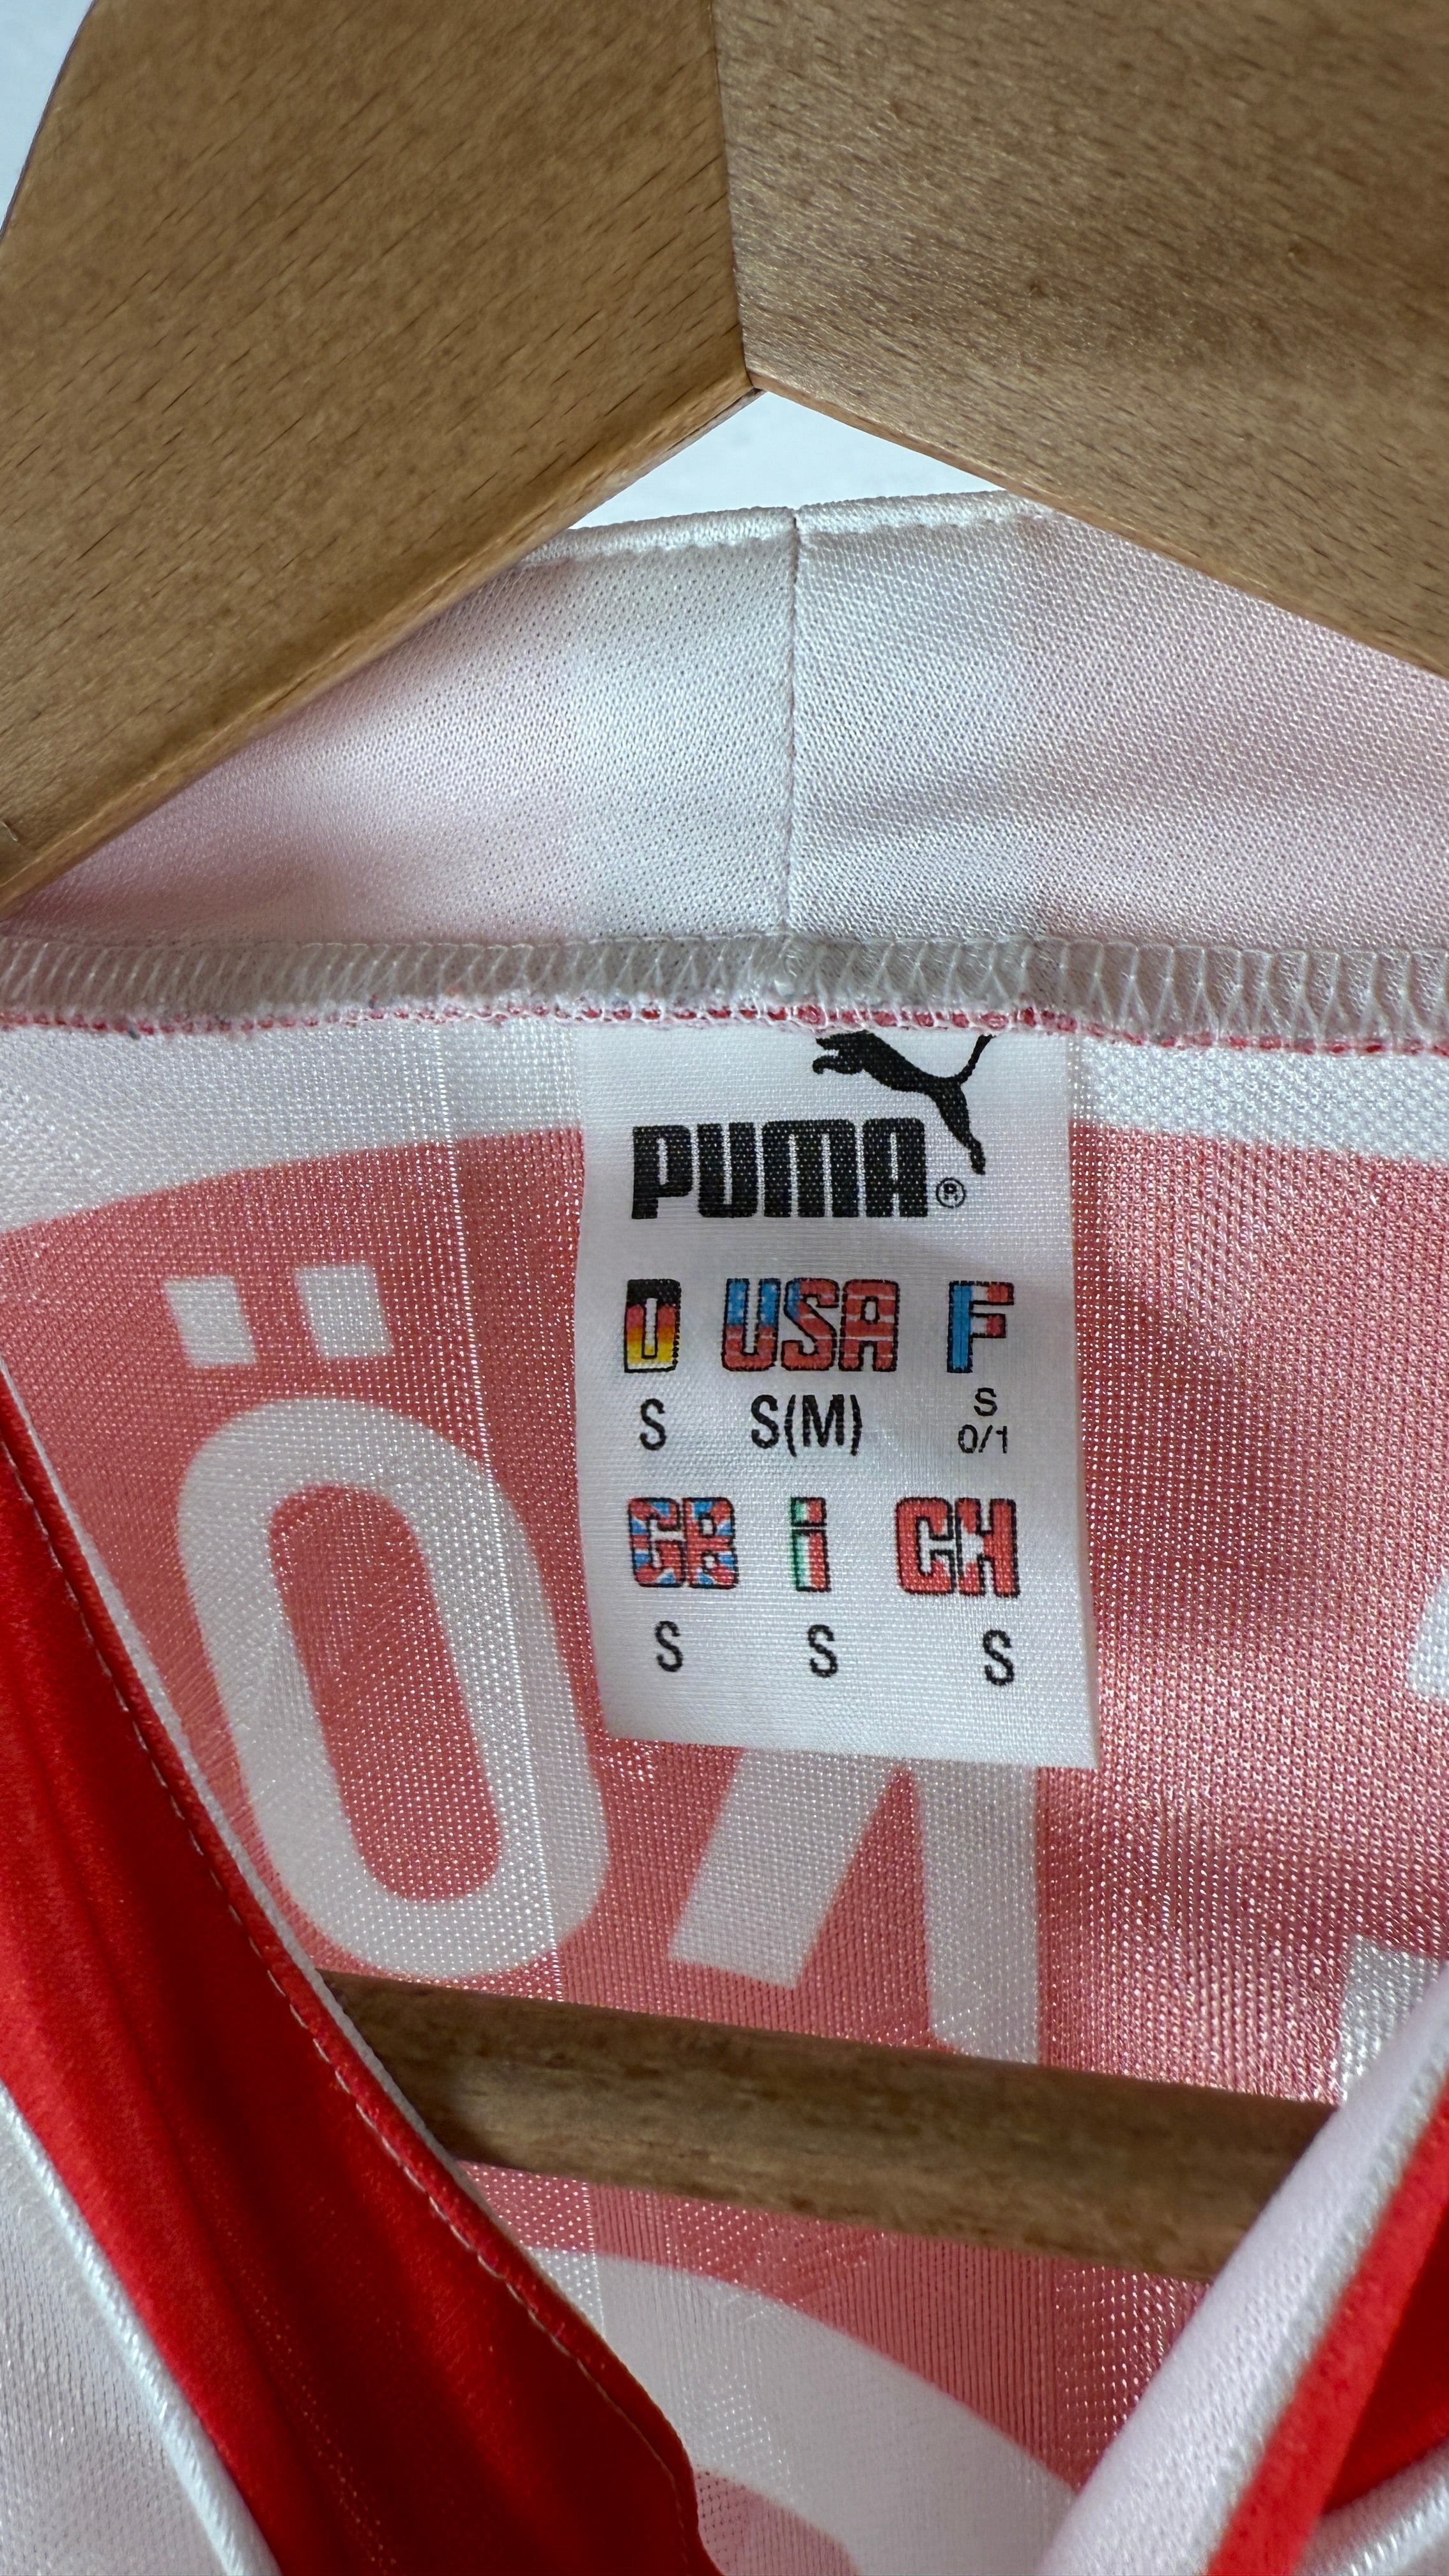 PUMA®
D USA F
S S(M) S
0/1
GB i CH
S S S
Ö